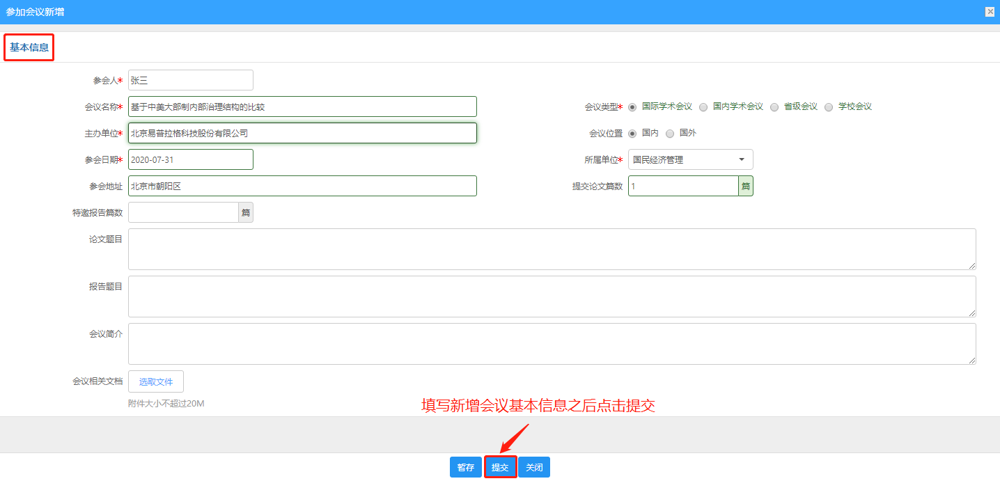 参加会议新增
基本信息
参会人* 张三
会议名称* 基于中美大部制内部治理结构的比较 会议类型* 国际学术会议 国内学术会议 省级会议 学校会议
主办单位* 北京易普拉格科技股份有限公司 会议位置 国内 国外
参会日期* 2020-07-31 所属单位* 国民经济管理
参会地址 北京市朝阳区 提交论文篇数 1 篇
特邀报告篇数 篇
论文题目
报告题目
会议简介
会议相关文档 选取文件
附件大小不超过20M
填写新增会议基本信息之后点击提交
暂存 提交 关闭